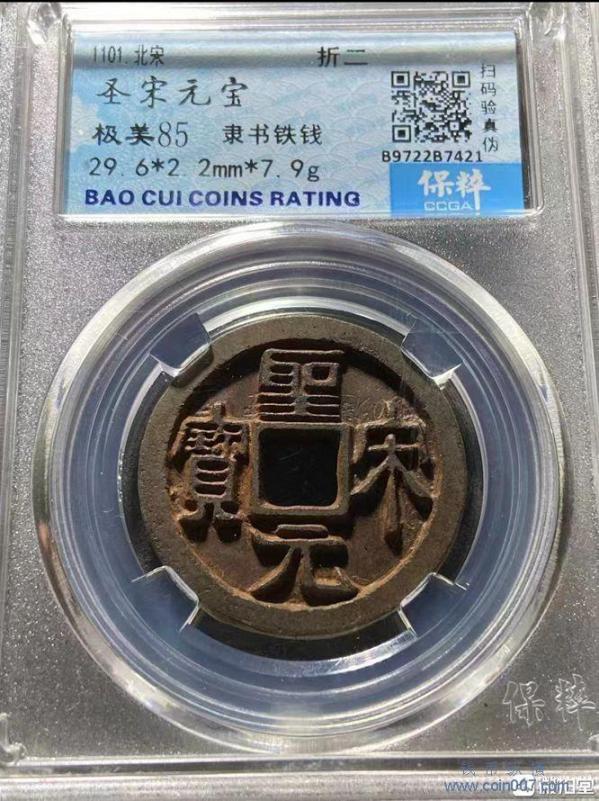 1101.北宋 折二
圣宋元宝
极美85 隶书铁钱
29.6*2.2mm*7.9g
BAO CUI COINS RATING
扫码验真伪
B9722B7421
保粹
CCGA
聖
寶 宋
元
保粹
www.coin007.com